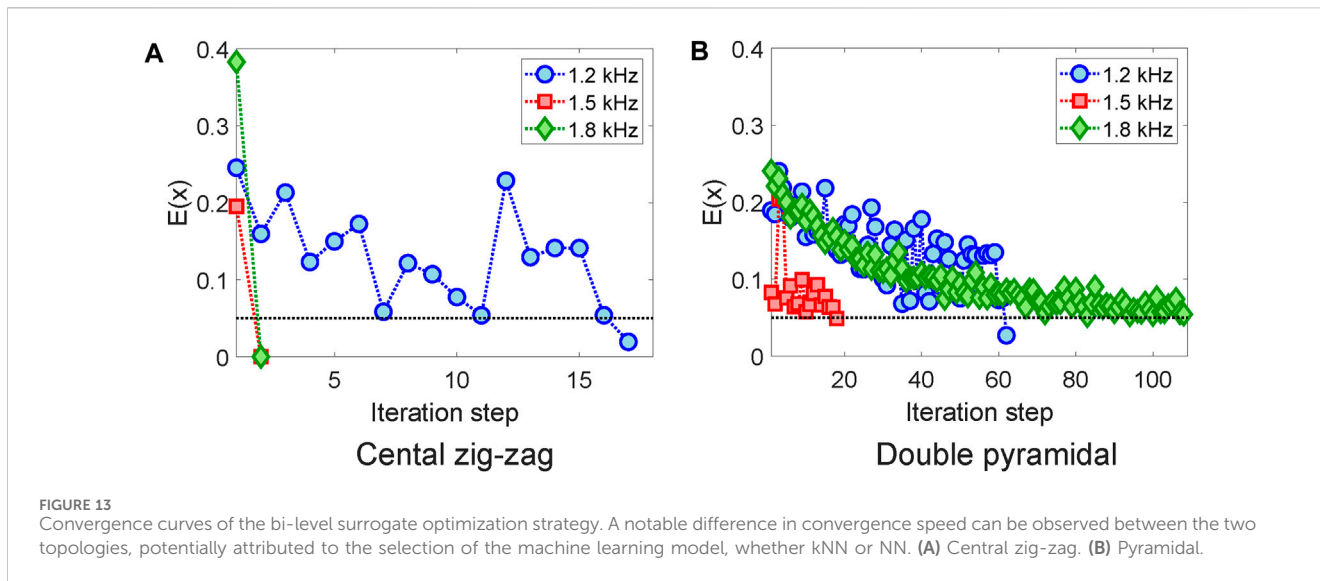 A
0.4
0.3
0.2
0.1
0
E(x)
5
10
15
Iteration step
1.2 kHz
1.5 kHz
1.8 kHz
Cental zig-zag
B
0.4
0.3
0.2
0.1
0
E(x)
20
40
60
80
100
Iteration step
1.2 kHz
1.5 kHz
1.8 kHz
Double pyramidal
FIGURE 13
Convergence curves of the bi-level surrogate optimization strategy. A notable difference in convergence speed can be observed between the two
topologies, potentially attributed to the selection of the machine learning model, whether kNN or NN. (A) Central zig-zag. (B) Pyramidal.